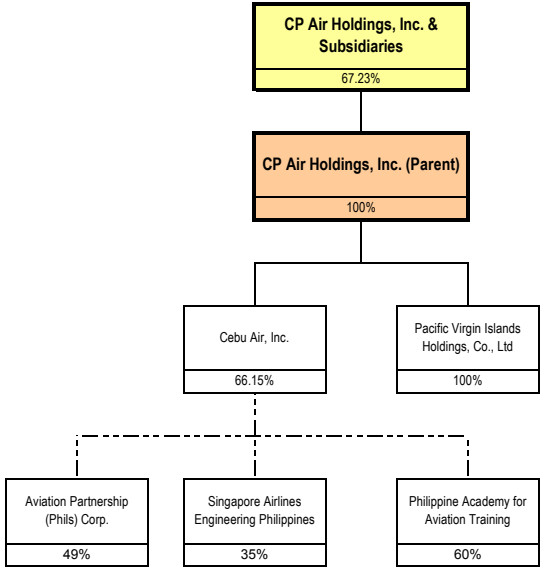 CP Air Holdings, Inc. &
Subsidiaries
67.23%
CP Air Holdings, Inc. (Parent)
100%
Cebu Air, Inc.
66.15%
Pacific Virgin Islands
Holdings, Co., Ltd
100%
Aviation Partnership
(Phils) Corp.
49%
Singapore Airlines
Engineering Philippines
35%
Philippine Academy for
Aviation Training
60%